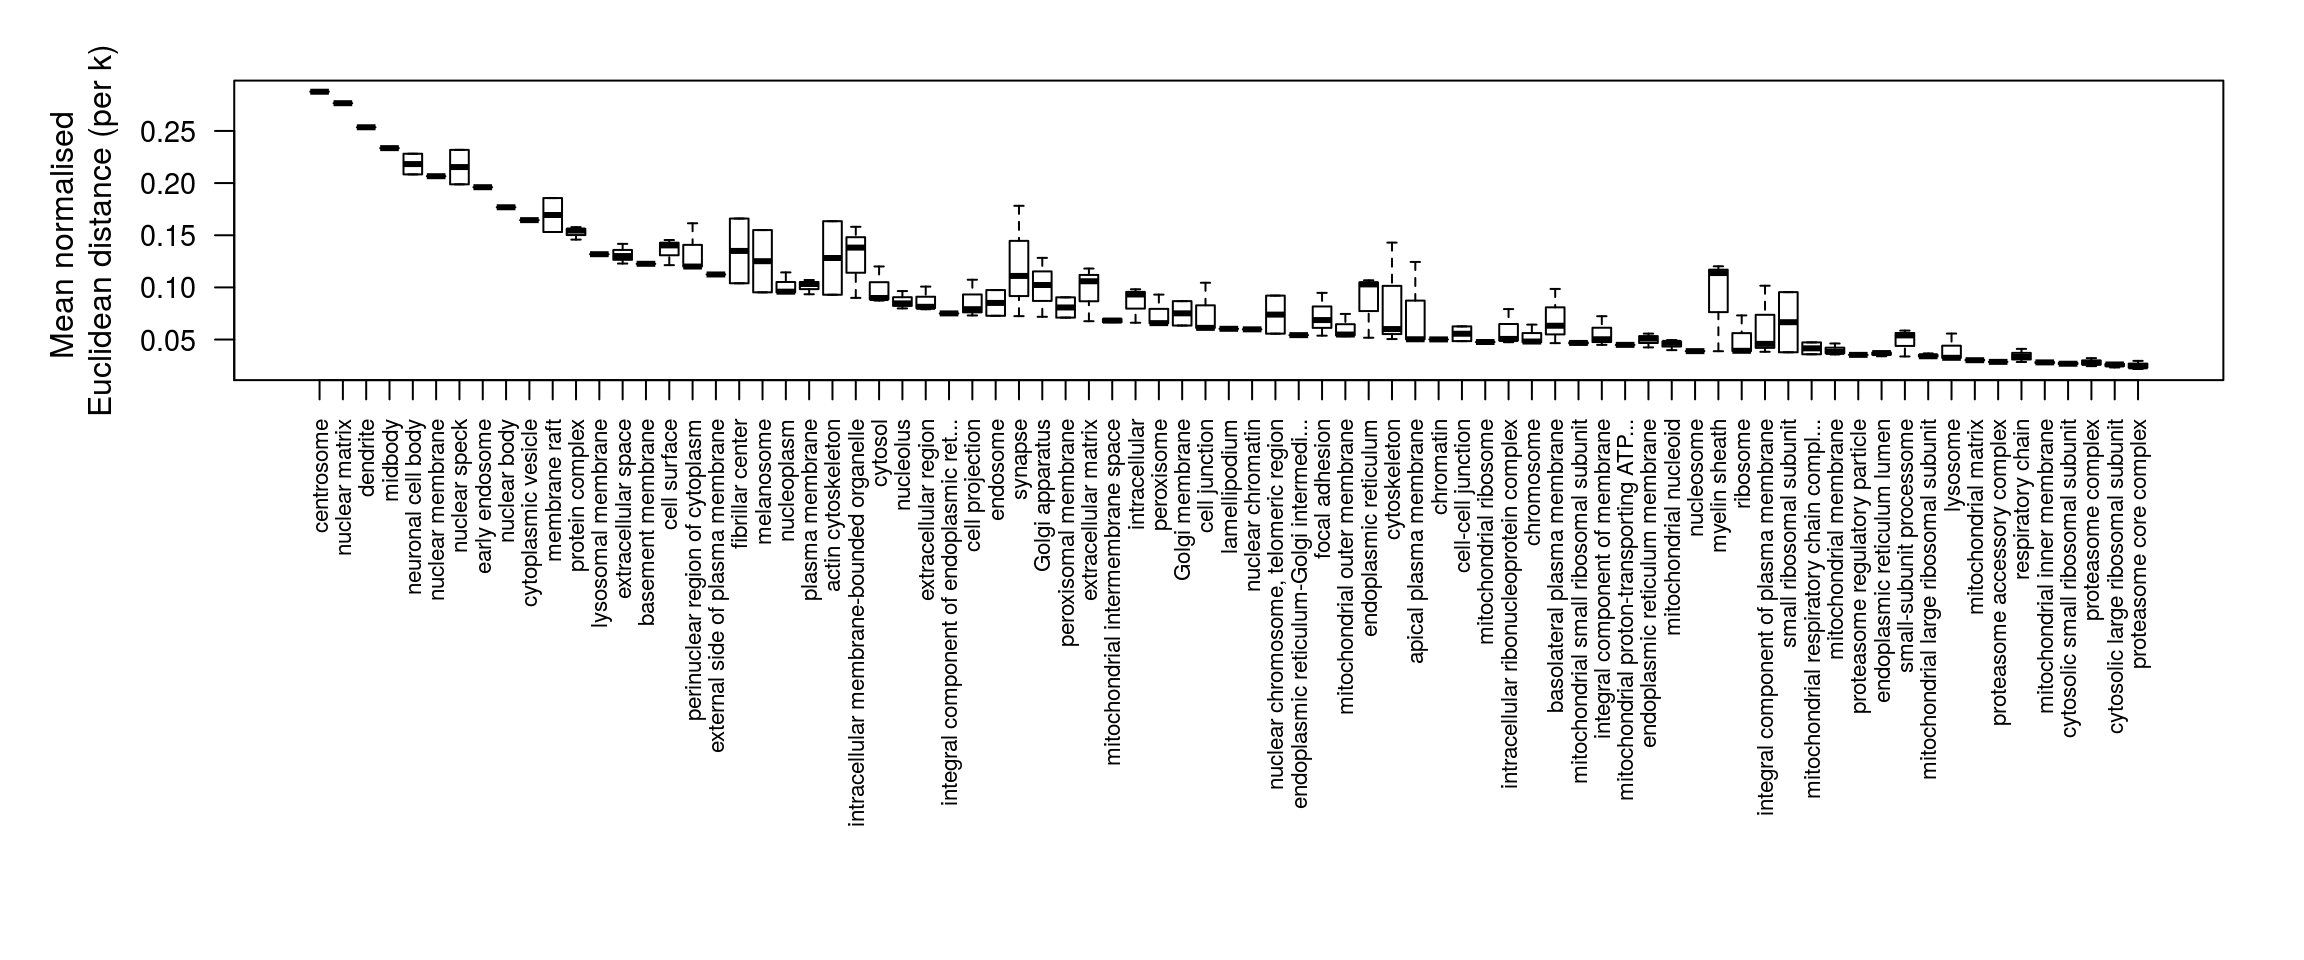 Mean normalised
Euclidean distance (per k)
0.25
0.20
0.15
0.10
0.05
centrosome
nuclear matrix
dendrite
midbody
neuronal cell body
nuclear membrane
nuclear speck
early endosome
nuclear body
cytoplasmic vesicle
membrane raft
protein complex
lysosomal membrane
extracellular space
basement membrane
cell surface
perinuclear region of cytoplasm
external side of plasma membrane
fibrillar center
melanosome
nucleoplasm
plasma membrane
actin cytoskeleton
intracellular membrane-bounded organelle
cytosol
nucleolus
extracellular region
integral component of endoplasmic ret...
cell projection
endosome
synapse
Golgi apparatus
peroxisomal membrane
extracellular matrix
mitochondrial intermembrane space
intracellular
peroxisome
Golgi membrane
cell junction
lamellipodium
nuclear chromatin
nuclear chromosome, telomeric region
endoplasmic reticulum-Golgi intermedi...
focal adhesion
mitochondrial outer membrane
endoplasmic reticulum
cytoskeleton
apical plasma membrane
chromatin
cell-cell junction
mitochondrial ribosome
intracellular ribonucleoprotein complex
chromosome
basolateral plasma membrane
mitochondrial small ribosomal subunit
integral component of membrane
mitochondrial proton-transporting ATP...
endoplasmic reticulum membrane
mitochondrial nucleoid
nucleosome
myelin sheath
ribosome
integral component of plasma membrane
small ribosomal subunit
mitochondrial respiratory chain compl...
mitochondrial membrane
proteasome regulatory particle
endoplasmic reticulum lumen
small-subunit processome
mitochondrial large ribosomal subunit
lysosome
mitochondrial matrix
proteasome accessory complex
respiratory chain
mitochondrial inner membrane
cytosolic small ribosomal subunit
proteasome complex
cytosolic large ribosomal subunit
proteasome core complex